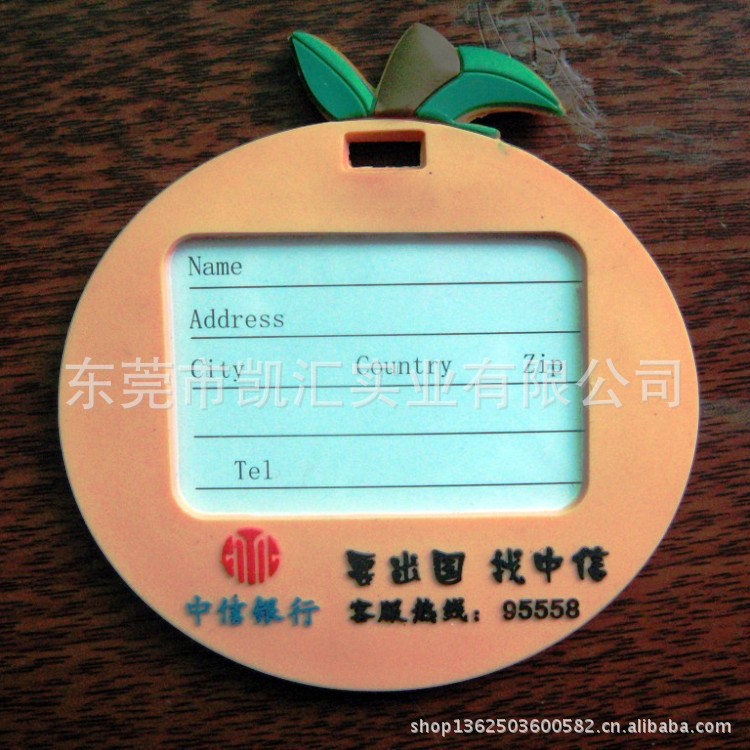 Name
Address
City Country Zip
东莞市凯汇实业有限公司
Tel
要出国 找中信
中信银行 客服热线：95558
shop1362503600582.cn.alibaba.com